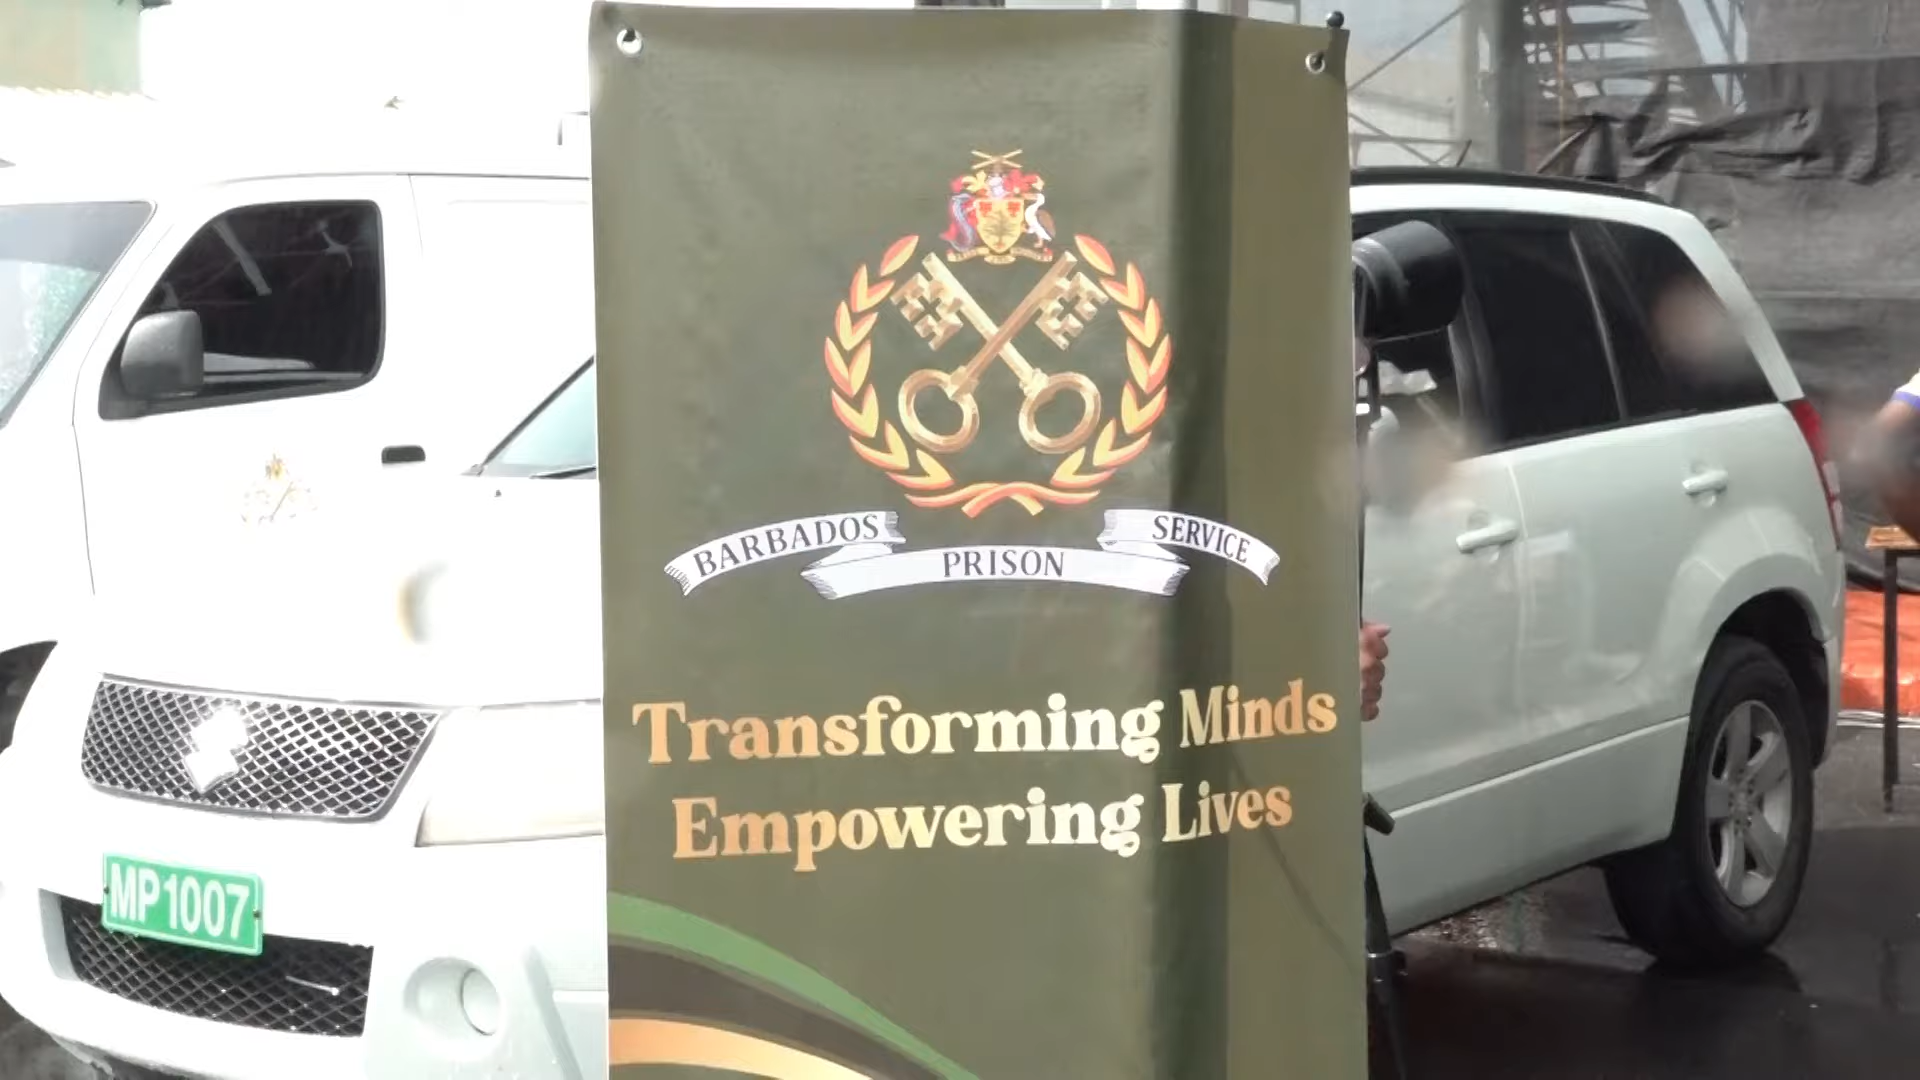 BARBADOS PRISON SERVICE
Transforming Minds
Empowering Lives
MP1007